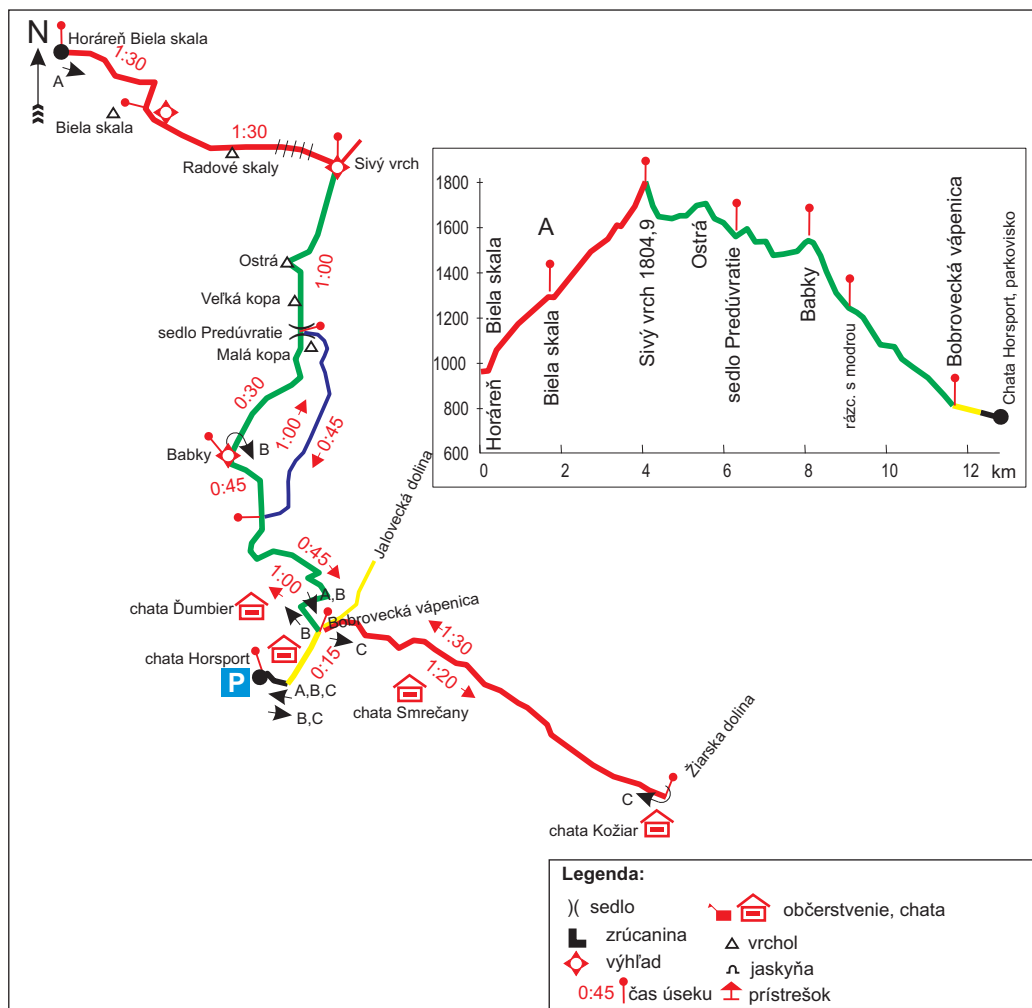 N
Horáreň Biela skala
1:30
A
Biela skala
1:30
Radové skaly
Sivý vrch
Ostrá
1:00
Veľká kopa
sedlo Predúvratie
Malá kopa
0:30
1:00
0:45
B
Babky
0:45
Jalovecká dolina
0:45
1:00
A,B
chata Ďumbier
B
Bobrovecká vápenica
C
1:30
0:15
1:20
chata Horsport
P
A,B,C
B,C
chata Smrečany
Žiarska dolina
C
chata Kožiar
1800
1600
1400
1200
1000
800
600
0
2
4
6
8
10
12
km
A
Horáreň Biela skala
Biela skala
Sivý vrch 1804,9
Ostrá
sedlo Predúvratie
Babky
rázc. s modrou
Bobrovecká vápenica
Chata Horsport, parkovisko
Legenda:
)( sedlo
občerstvenie, chata
zrúcanina
vrchol
výhľad
jaskyňa
0:45 čas úseku
prístrešok